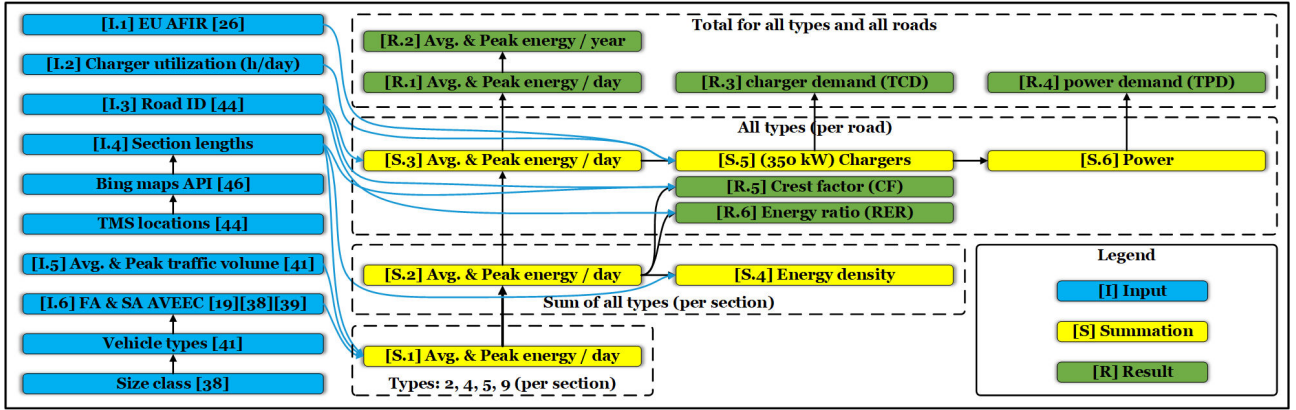 [I.1] EU AFIR [26]
[I.2] Charger utilization (h/day)
[I.3] Road ID [44]
[I.4] Section lengths
Bing maps API [46]
TMS locations [44]
[I.5] Avg. & Peak traffic volume [41]
[I.6] FA & SA AVEEC [19][38][39]
Vehicle types [41]
Size class [38]
Total for all types and all roads
[R.2] Avg. & Peak energy / year
[R.1] Avg. & Peak energy / day
[R.3] charger demand (TCD)
[R.4] power demand (TPD)
All types (per road)
[S.3] Avg. & Peak energy / day
[S.5] (350 kW) Chargers
[S.6] Power
[R.5] Crest factor (CF)
[R.6] Energy ratio (RER)
[S.2] Avg. & Peak energy / day
[S.4] Energy density
Sum of all types (per section)
[S.1] Avg. & Peak energy / day
Types: 2, 4, 5, 9 (per section)
Legend
[I] Input
[S] Summation
[R] Result